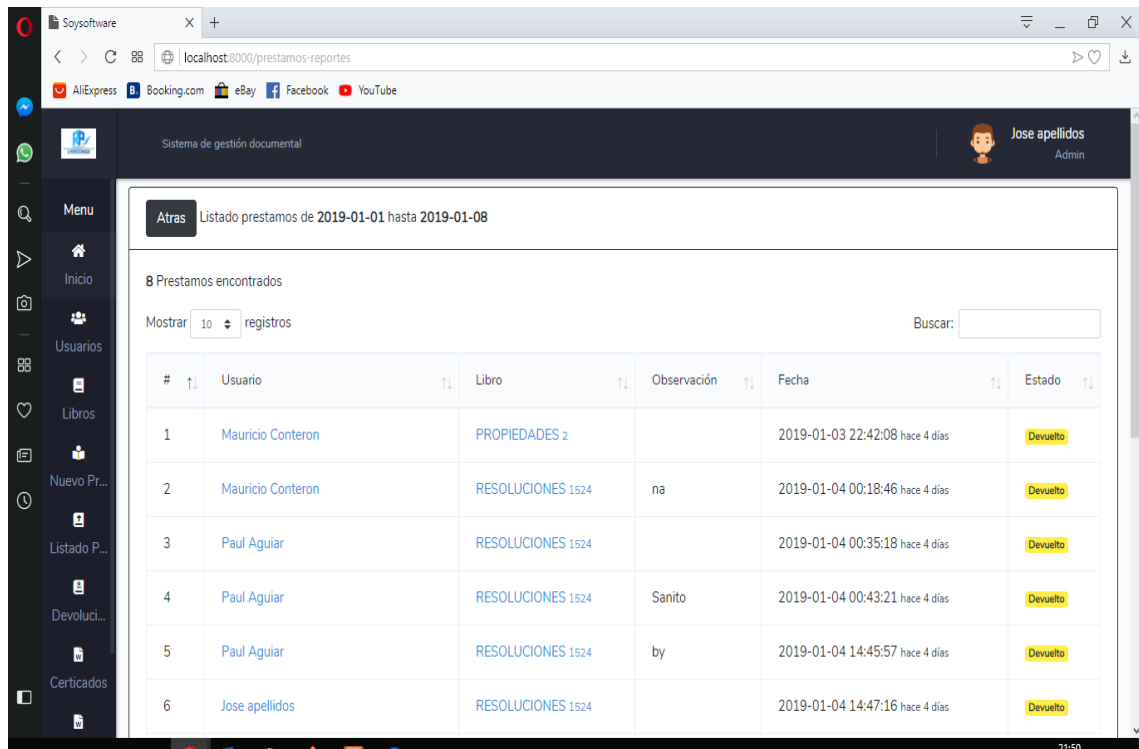 Soysoftware
localhost:8000/prestamos-reportes
AliExpress B. Booking.com eBay Facebook YouTube
Sistema de gestión documental
Jose apellidos
Admin
Menu
Inicio
Usuarios
Libros
Nuevo Pr...
Listado P...
Devoluci...
Certicados
Atras Listado prestamos de 2019-01-01 hasta 2019-01-08
8 Prestamos encontrados
Mostrar 10 registros Buscar:
# Usuario Libro Observación Fecha Estado
1 Mauricio Conteron PROPIEDADES 2 2019-01-03 22:42:08 hace 4 días Devuelto
2 Mauricio Conteron RESOLUCIONES 1524 na 2019-01-04 00:18:46 hace 4 días Devuelto
3 Paul Aguiar RESOLUCIONES 1524 2019-01-04 00:35:18 hace 4 días Devuelto
4 Paul Aguiar RESOLUCIONES 1524 Sanito 2019-01-04 00:43:21 hace 4 días Devuelto
5 Paul Aguiar RESOLUCIONES 1524 by 2019-01-04 14:45:57 hace 4 días Devuelto
6 Jose apellidos RESOLUCIONES 1524 2019-01-04 14:47:16 hace 4 días Devuelto
21:50